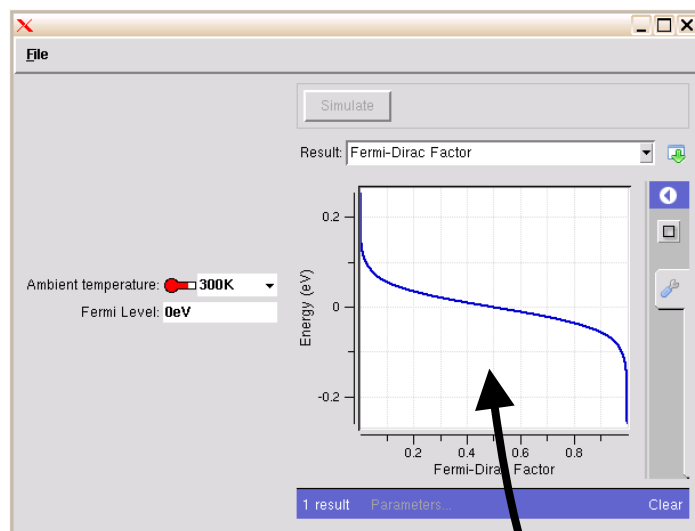 File
Simulate
Result: Fermi-Dirac Factor
Ambient temperature: 300K
Fermi Level: 0eV
Energy (eV)
0.2
0
-0.2
0.2 0.4 0.6 0.8
Fermi-Dirac Factor
1 result Parameters... Clear